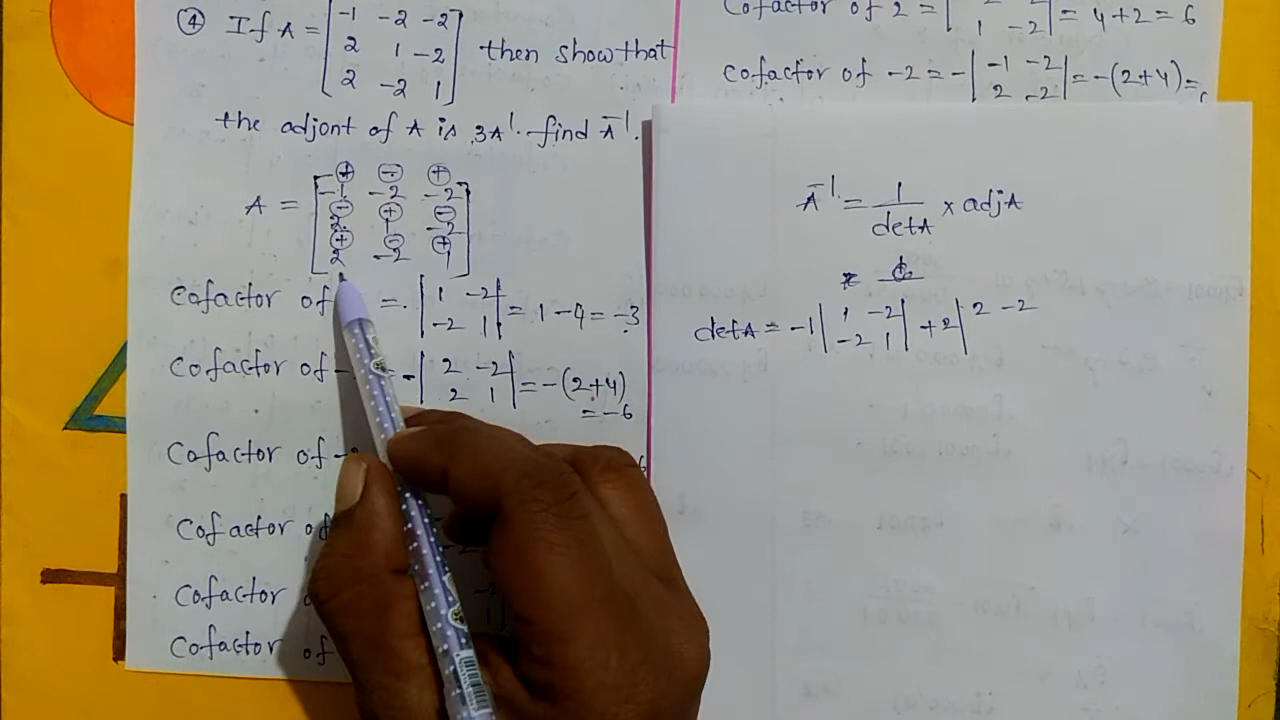 ④ If A = [-1 -2 -2
2 1 -2
2 -2 1] then show that
the adjont of A is 3A'. find A⁻¹.
⊕ ⊖ ⊕
A = [-1 -2 -2
⊖ ⊕ ⊖
2 1 -2
⊕ ⊖ ⊕
2 -2 1]
Cofactor of = |1 -2
-2 1| = 1 - 4 = -3
Cofactor of - = -|2 -2
2 1| = -(2+4)
= -6
Cofactor of -2
Cofactor of
Cofactor
Cofactor of
Cofactor of 2 = | 1 -2| = 4+2 = 6
Cofactor of -2 = -|-1 -2
2 -2| = -(2+4) =
A⁻¹ = 1/detA × adjA
detA = -1|1 -2
-2 1| + 2|2 -2